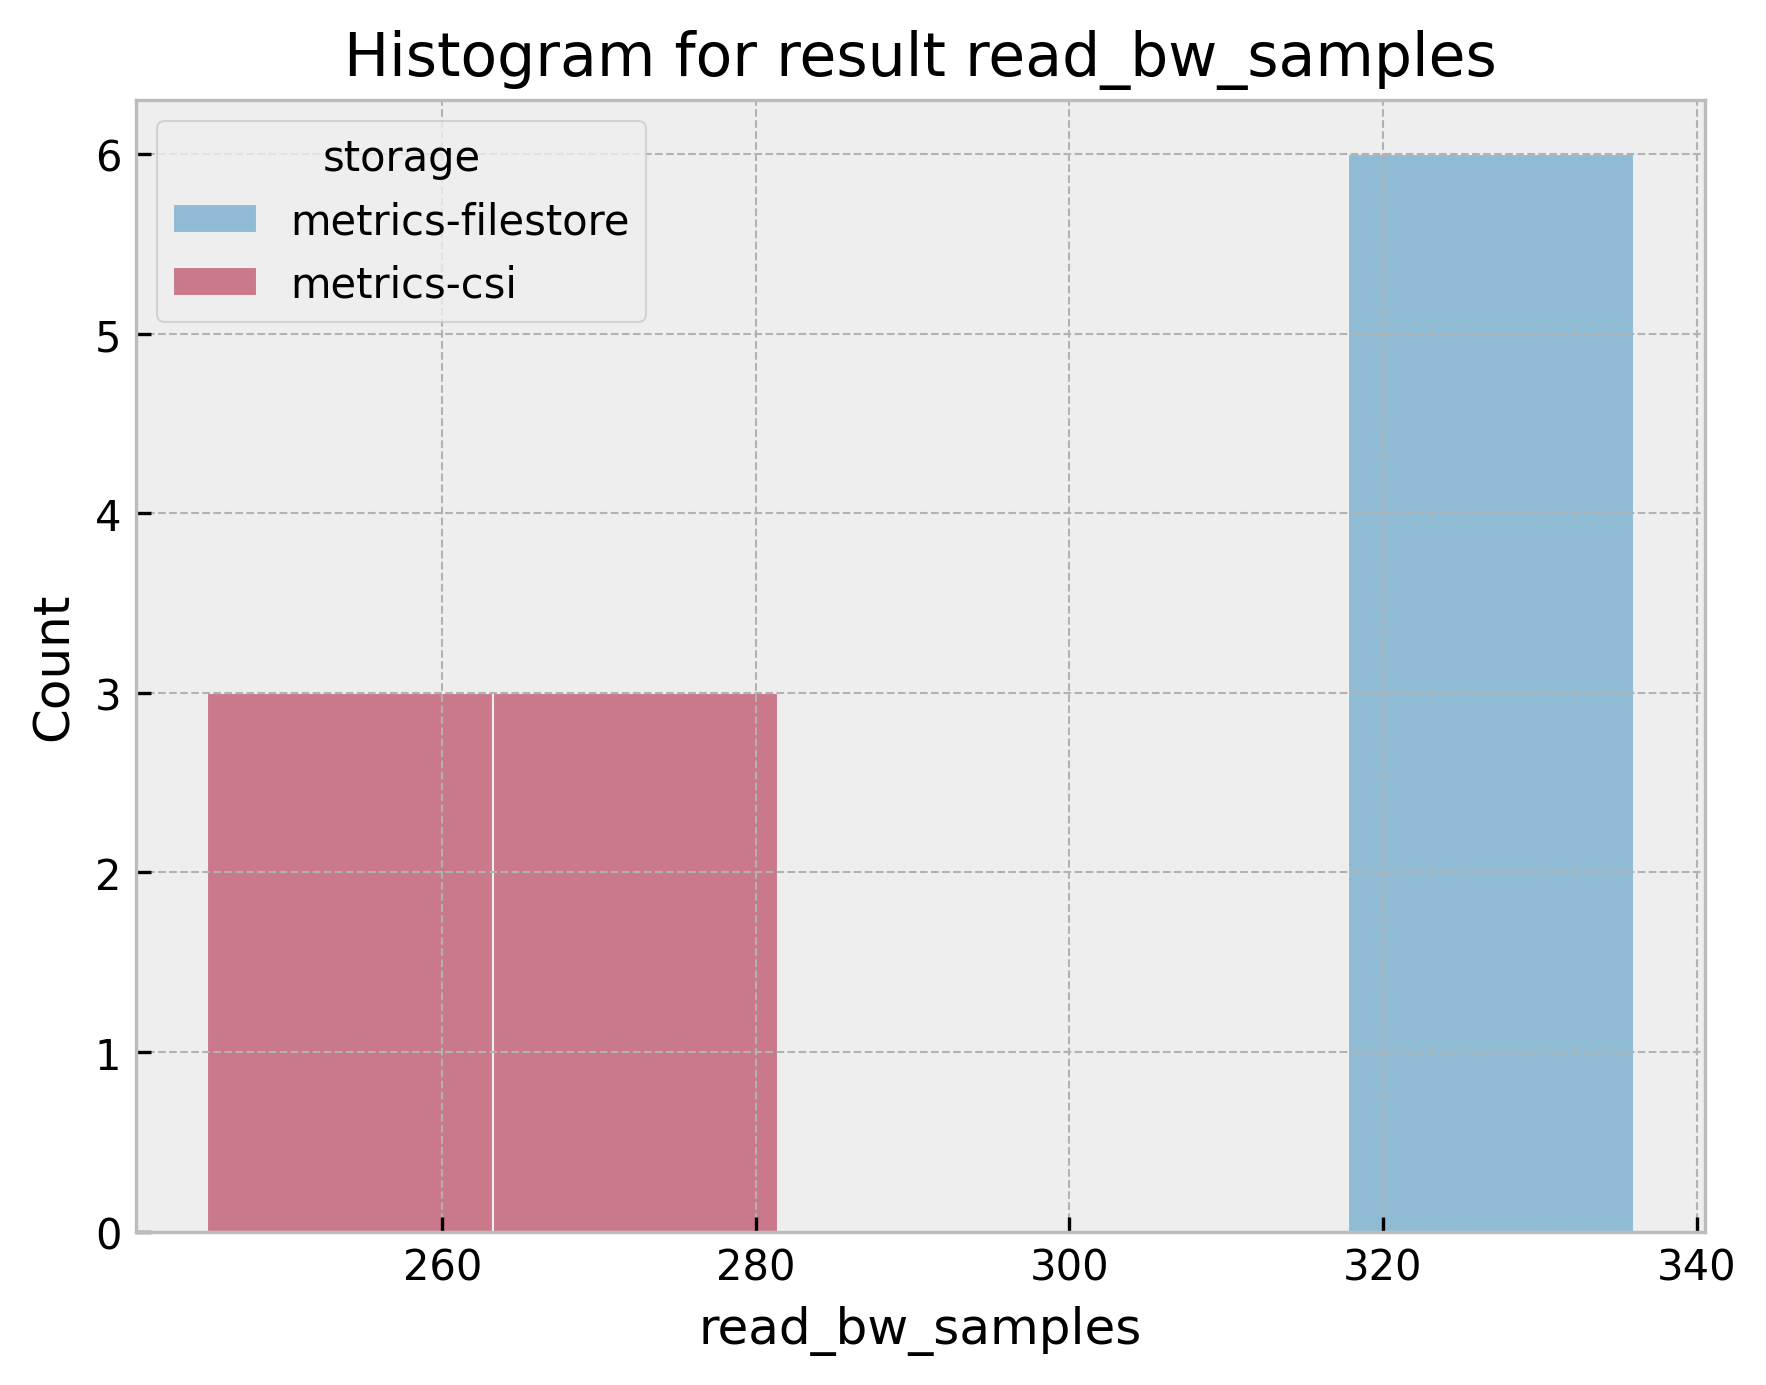 Histogram for result read_bw_samples
storage
metrics-filestore
metrics-csi
6
5
4
3
2
1
0
Count
260 280 300 320 340
read_bw_samples